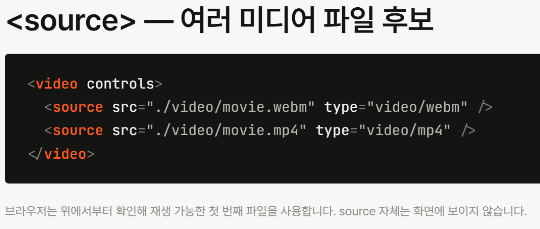 <source> — 여러 미디어 파일 후보
<video controls>
<source src="./video/movie.webm" type="video/webm" />
<source src="./video/movie.mp4" type="video/mp4" />
</video>
브라우저는 위에서부터 확인해 재생 가능한 첫 번째 파일을 사용합니다. source 자체는 화면에 보이지 않습니다.